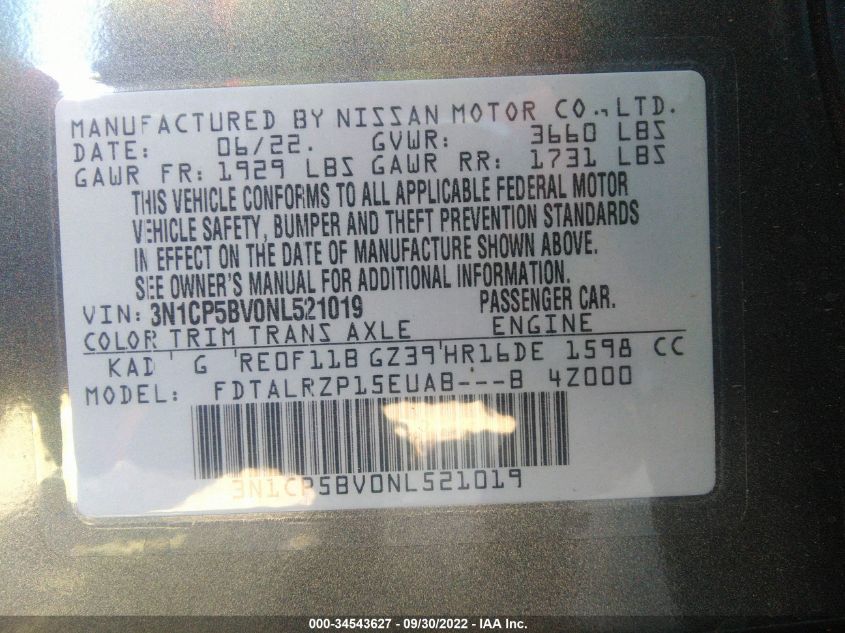 MANUFACTURED BY NISSAN MOTOR CO., LTD.
DATE: 06/22. GVWR: 3660 LBS
GAWR FR: 1929 LBS GAWR RR: 1731 LBS
THIS VEHICLE CONFORMS TO ALL APPLICABLE FEDERAL MOTOR
VEHICLE SAFETY, BUMPER AND THEFT PREVENTION STANDARDS
IN EFFECT ON THE DATE OF MANUFACTURE SHOWN ABOVE.
SEE OWNER'S MANUAL FOR ADDITIONAL INFORMATION.
VIN: 3N1CP5BV0NL521019 PASSENGER CAR.
COLOR TRIM TRANS AXLE ENGINE
KAD ' G 'RE0F11B GZ39'HR16DE 1598 CC
MODEL: FDTALRZP15EUAB---B 4Z000
3N1CP5BV0NL521019
000-34543627 - 09/30/2022 - IAA Inc.